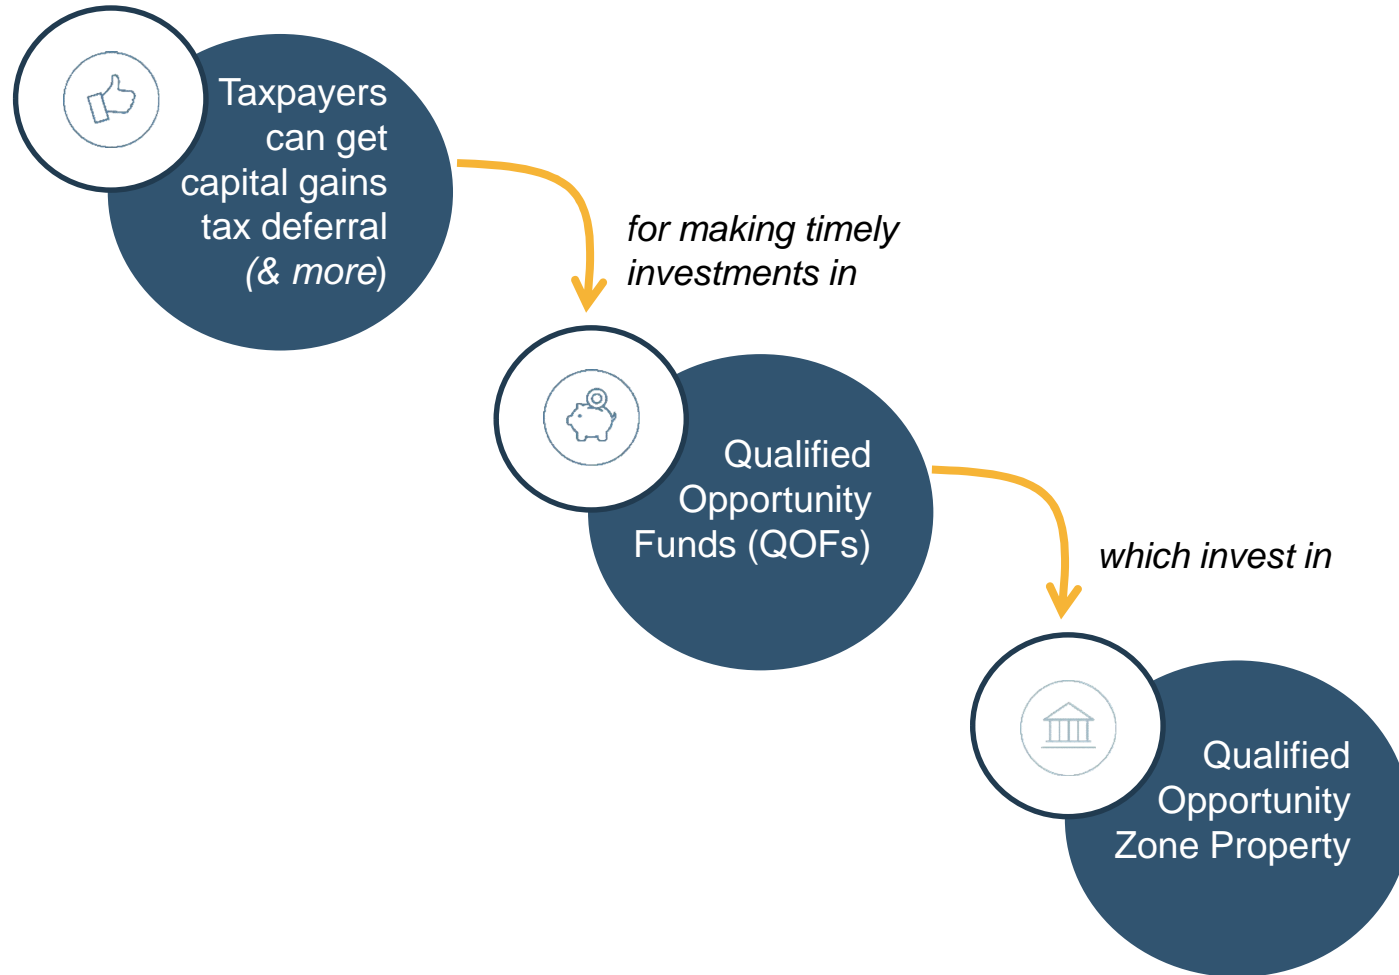 Taxpayers
can get
capital gains
tax deferral
(& more)
for making timely
investments in
Qualified
Opportunity
Funds (QOFs)
which invest in
Qualified
Opportunity
Zone Property